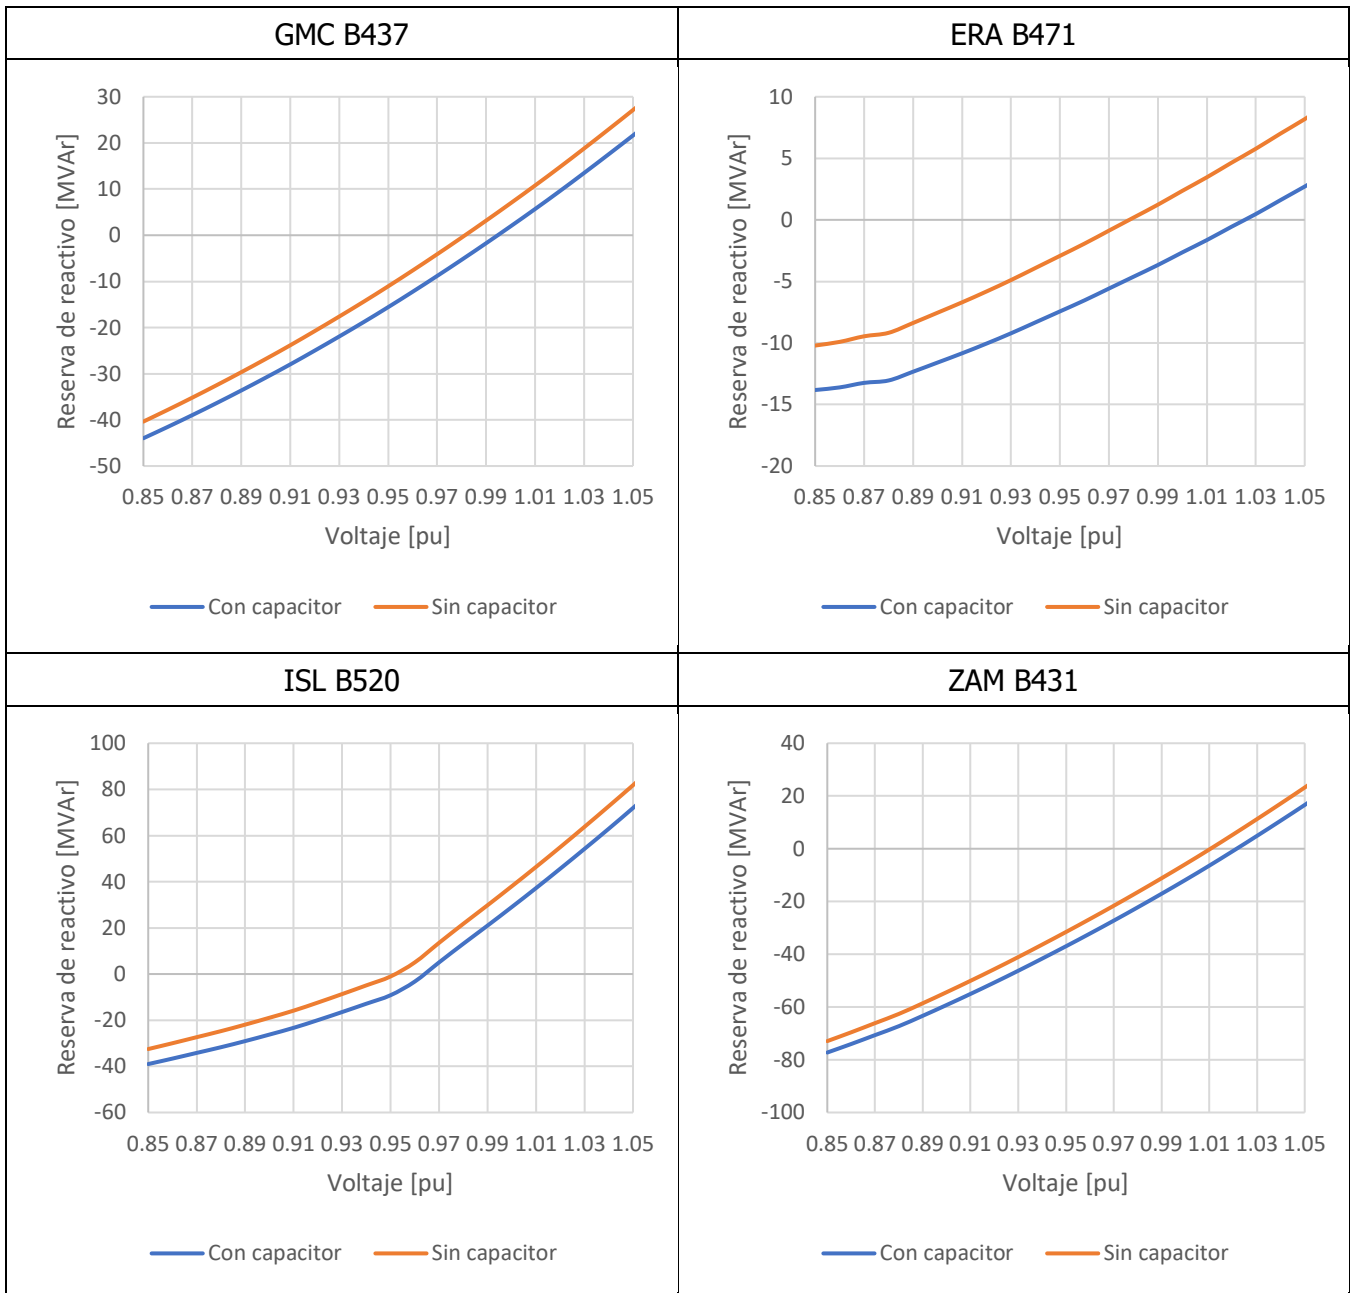 GMC B437
ERA B471
30
20
10
0
-10
-20
-30
-40
-50
Reserva de reactivo [MVAr]
0.85 0.87 0.89 0.91 0.93 0.95 0.97 0.99 1.01 1.03 1.05
Voltaje [pu]
Con capacitor Sin capacitor
10
5
0
-5
-10
-15
-20
Reserva de reactivo [MVAr]
0.85 0.87 0.89 0.91 0.93 0.95 0.97 0.99 1.01 1.03 1.05
Voltaje [pu]
Con capacitor Sin capacitor
ISL B520
ZAM B431
100
80
60
40
20
0
-20
-40
-60
Reserva de reactivo [MVAr]
0.85 0.87 0.89 0.91 0.93 0.95 0.97 0.99 1.01 1.03 1.05
Voltaje [pu]
Con capacitor Sin capacitor
40
20
0
-20
-40
-60
-80
-100
Reserva de reactivo [MVAr]
0.85 0.87 0.89 0.91 0.93 0.95 0.97 0.99 1.01 1.03 1.05
Voltaje [pu]
Con capacitor Sin capacitor